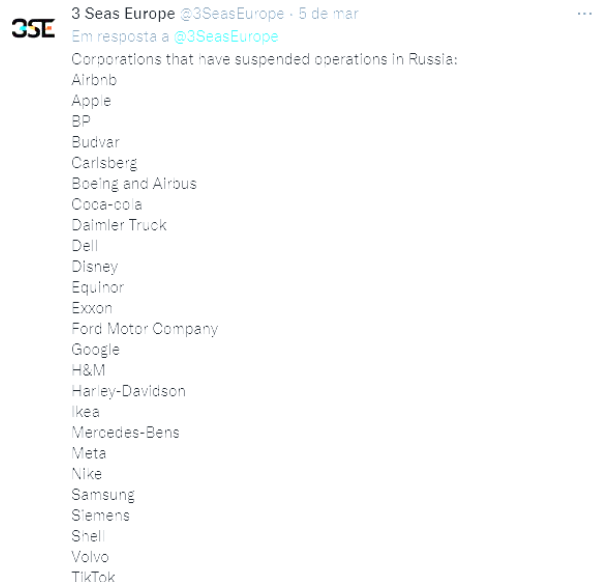 3SE
3 Seas Europe @3SeasEurope · 5 de mar
Em resposta a @3SeasEurope
Corporations that have suspended operations in Russia:
Airbnb
Apple
BP
Budvar
Carlsberg
Boeing and Airbus
Coca-cola
Daimler Truck
Dell
Disney
Equinor
Exxon
Ford Motor Company
Google
H&M
Harley-Davidson
Ikea
Mercedes-Bens
Meta
Nike
Samsung
Siemens
Shell
Volvo
TikTok